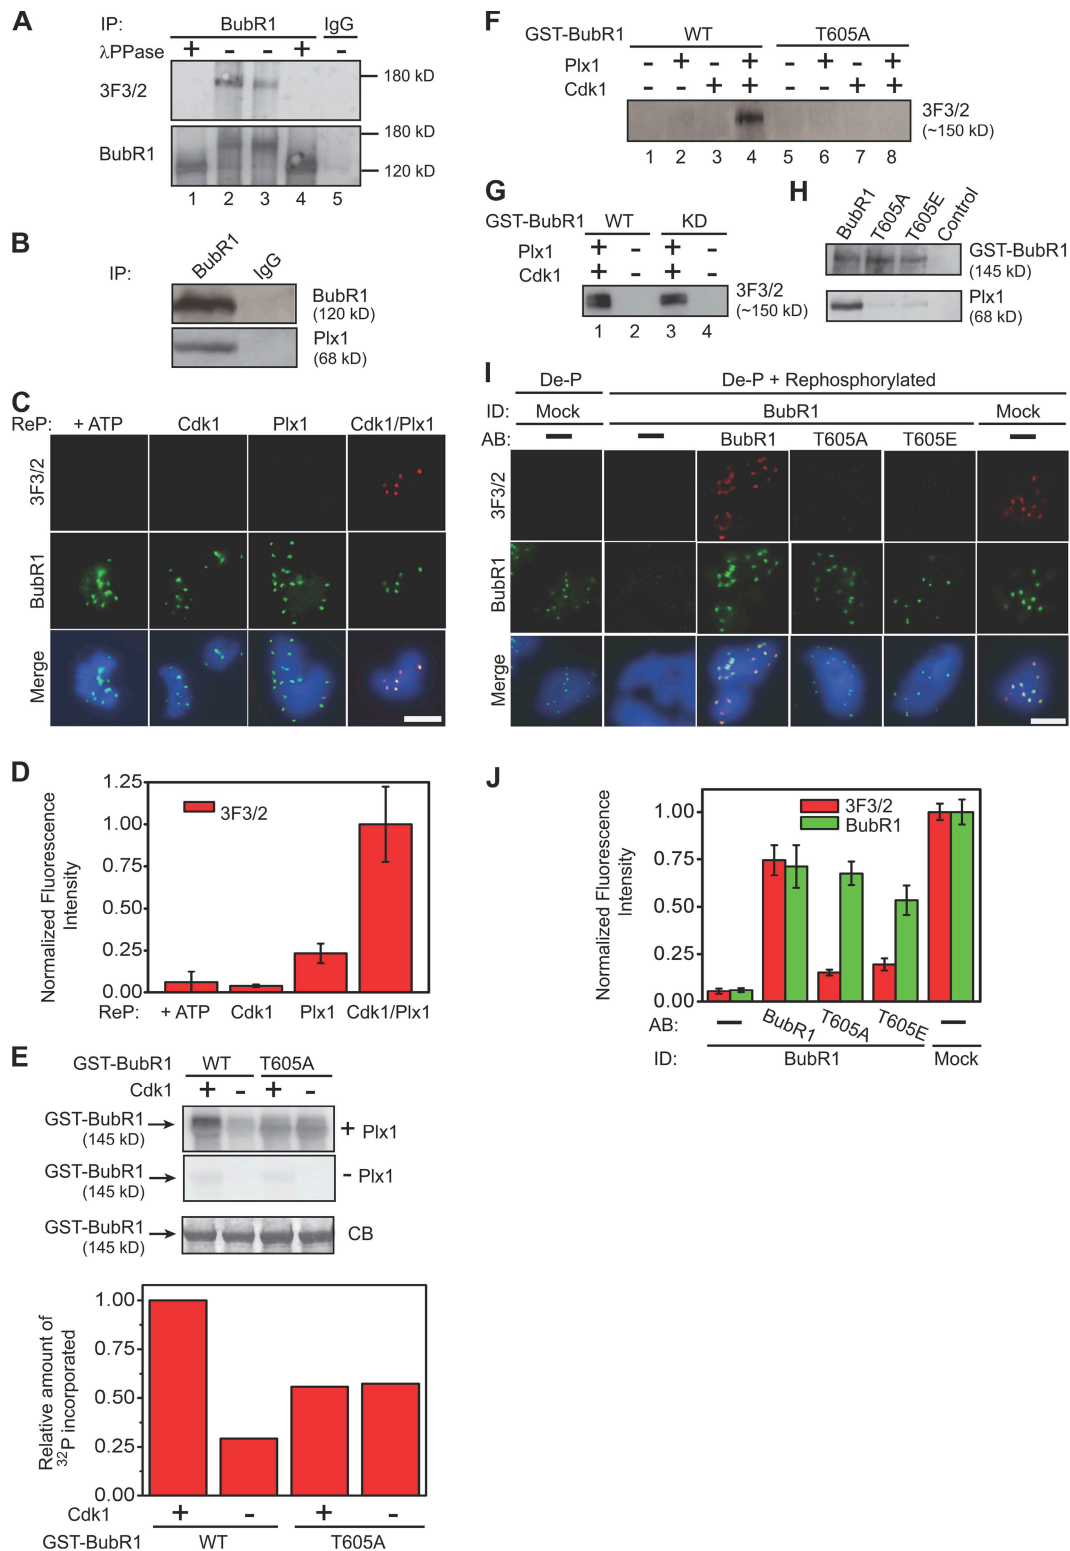 A
IP: BubR1 IgG
λPPase + - - + -
3F3/2
180 kD
BubR1
180 kD
120 kD
1 2 3 4 5
B
IP: BubR1 IgG
BubR1
(120 kD)
Plx1
(68 kD)
C
ReP: + ATP Cdk1 Plx1 Cdk1/Plx1
3F3/2
BubR1
Merge
D
Normalized Fluorescence
Intensity
1.25
1.00
0.75
0.50
0.25
0.00
3F3/2
ReP: + ATP Cdk1 Plx1 Cdk1/Plx1
E
GST-BubR1 WT T605A
Cdk1 + - + -
GST-BubR1
(145 kD)
+ Plx1
GST-BubR1
(145 kD)
- Plx1
GST-BubR1
(145 kD)
CB
Relative amount of
32P incorporated
1.00
0.75
0.50
0.25
0.00
Cdk1 + - + -
GST-BubR1 WT T605A
F
GST-BubR1 WT T605A
Plx1 - + - + - + - +
Cdk1 - - + + - - + +
3F3/2
(~150 kD)
1 2 3 4 5 6 7 8
G
GST-BubR1 WT KD
Plx1 + - + -
Cdk1 + - + -
3F3/2
(~150 kD)
1 2 3 4
H
BubR1 T605A T605E Control
GST-BubR1
(145 kD)
Plx1
(68 kD)
I
De-P De-P + Rephosphorylated
ID: Mock BubR1 Mock
AB: — — BubR1 T605A T605E —
3F3/2
BubR1
Merge
J
Normalized Fluorescence
Intensity
1.00
0.75
0.50
0.25
0.00
3F3/2
BubR1
AB: — BubR1 T605A T605E —
ID: BubR1 Mock